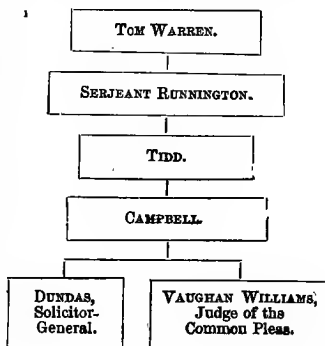 1
TOM WARREN.
SERJEANT RUNNINGTON.
TIDD.
CAMPBELL.
DUNDAS,
Solicitor-
General.
VAUGHAN WILLIAMS,
Judge of the
Common Pleas.